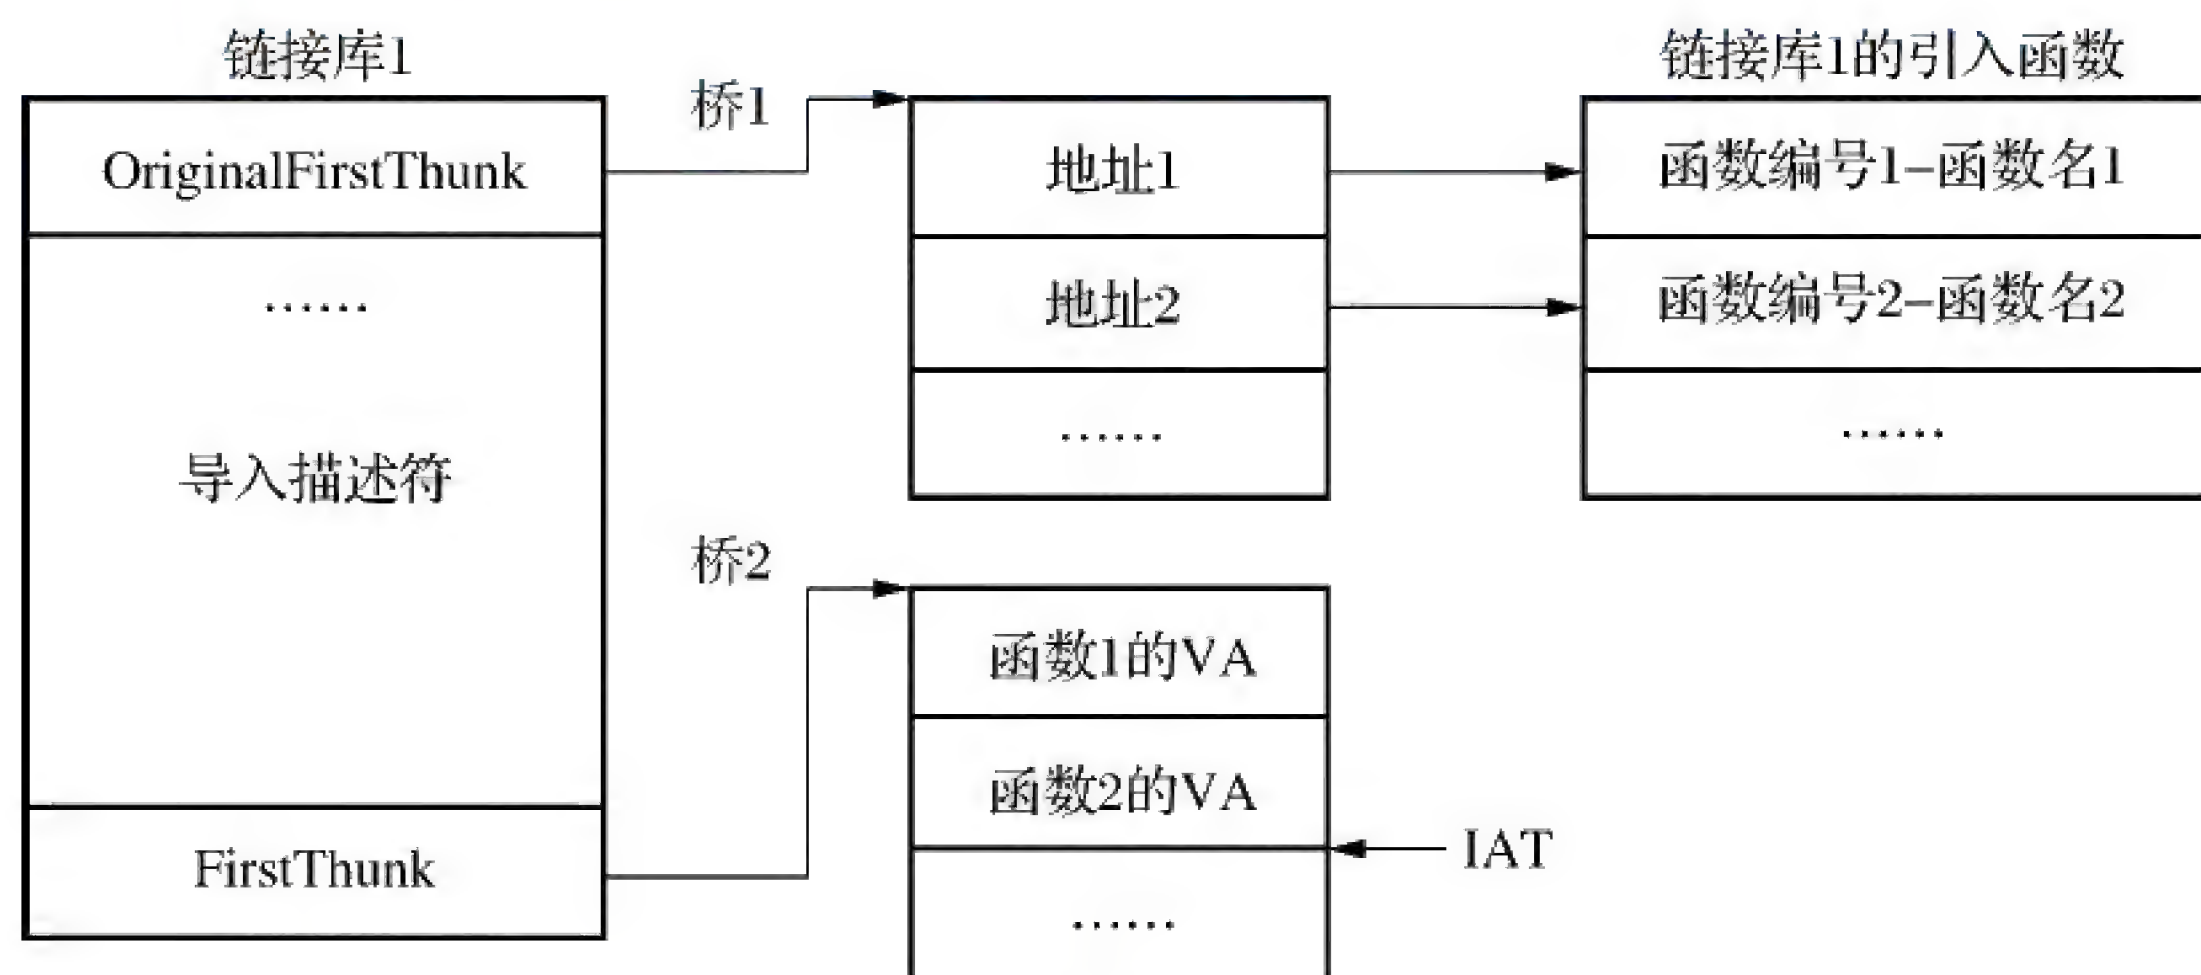 链接库1
链接库1的引入函数
桥1
OriginalFirstThunk
地址1
函数编号1–函数名1
……
地址2
函数编号2–函数名2
……
……
导入描述符
桥2
函数1的VA
函数2的VA
IAT
FirstThunk
……